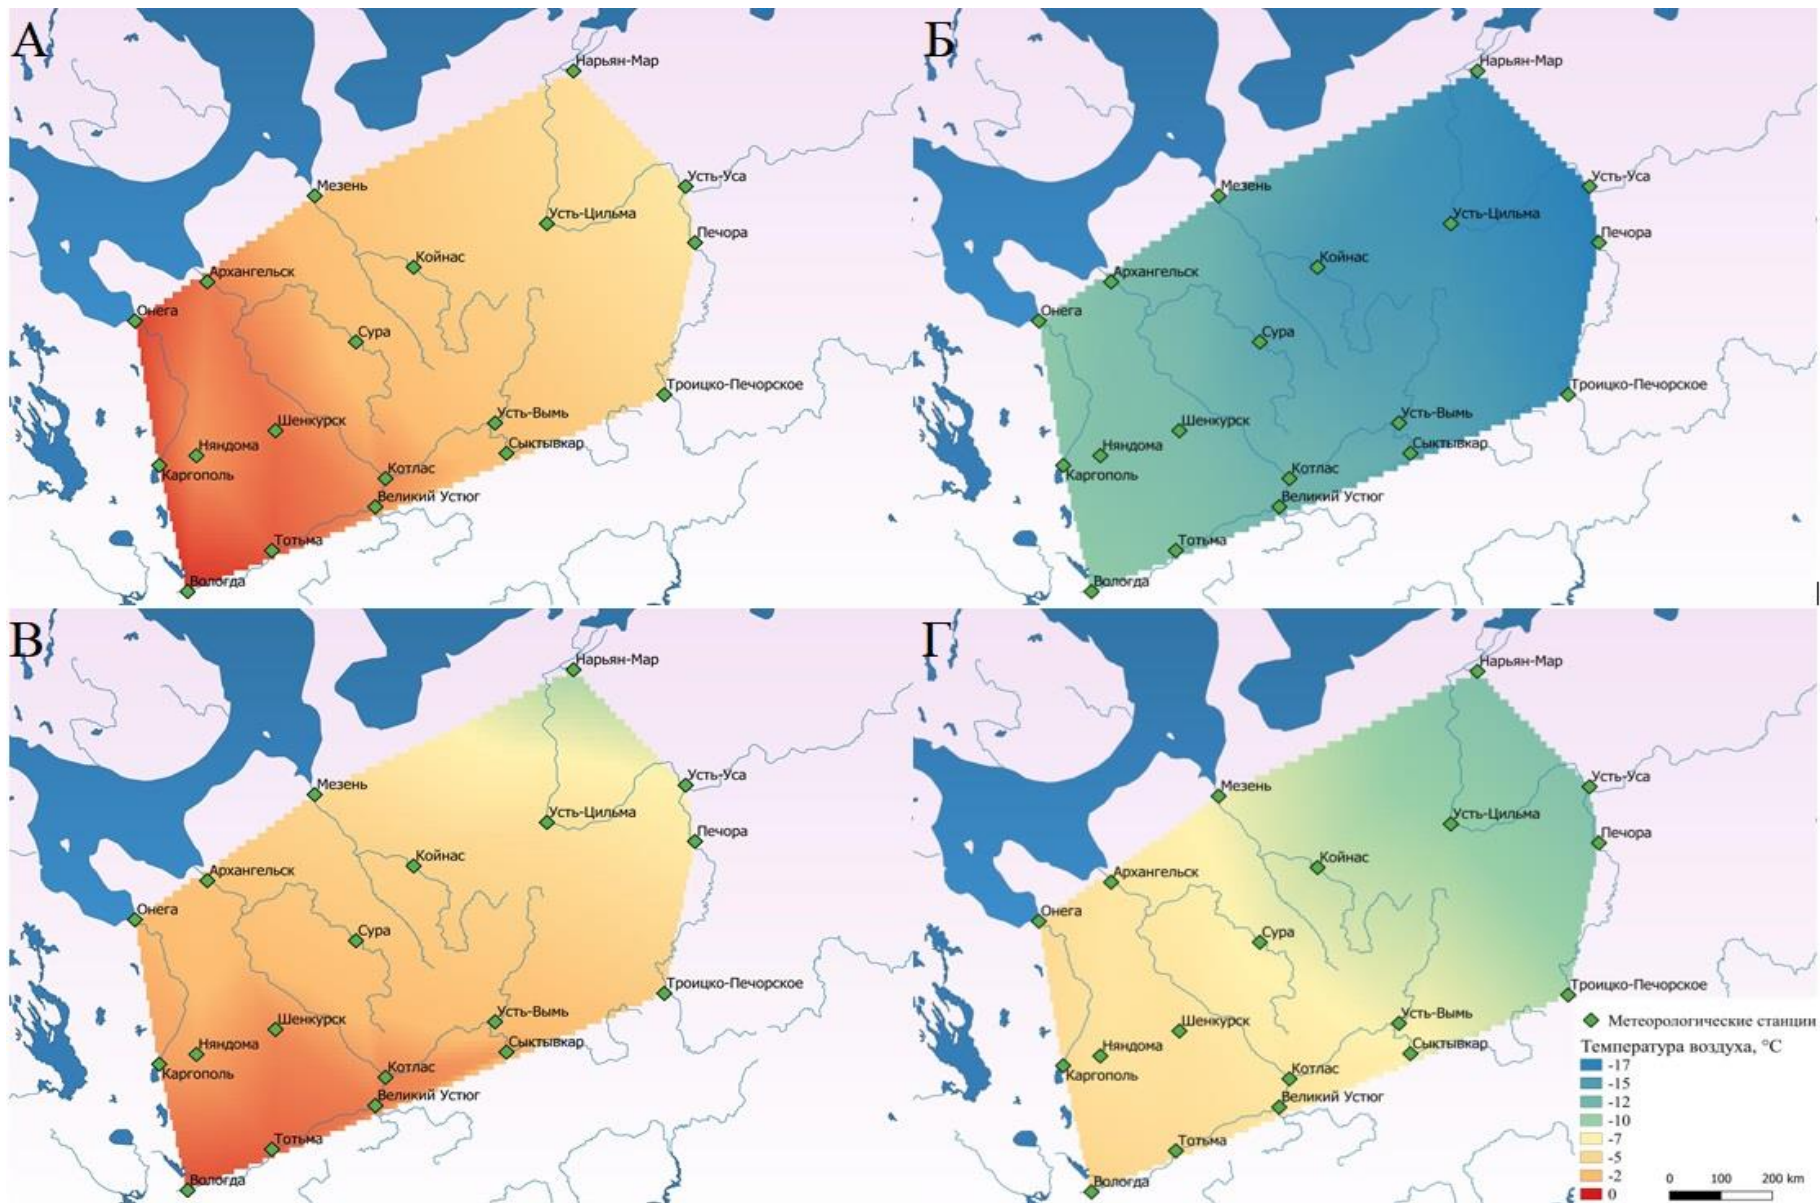 А
Нарьян-Мар
Мезень
Усть-Уса
Усть-Цильма
Печора
Койнас
Архангельск
Онега
Сура
Троицко-Печорское
Шенкурск
Усть-Вымь
Няндома
Сыктывкар
Каргополь
Котлас
Великий Устюг
Тотьма
Вологда
Б
Нарьян-Мар
Мезень
Усть-Уса
Усть-Цильма
Печора
Койнас
Архангельск
Онега
Сура
Троицко-Печорское
Шенкурск
Усть-Вымь
Няндома
Сыктывкар
Каргополь
Котлас
Великий Устюг
Тотьма
Вологда
В
Нарьян-Мар
Мезень
Усть-Уса
Усть-Цильма
Печора
Койнас
Архангельск
Онега
Сура
Троицко-Печорское
Шенкурск
Усть-Вымь
Няндома
Сыктывкар
Каргополь
Котлас
Великий Устюг
Тотьма
Вологда
Г
Нарьян-Мар
Мезень
Усть-Уса
Усть-Цильма
Печора
Койнас
Архангельск
Онега
Сура
Троицко-Печорское
Шенкурск
Усть-Вымь
Няндома
Сыктывкар
Каргополь
Котлас
Великий Устюг
Тотьма
Вологда
Метеорологические станции
Температура воздуха, °C
-17
-15
-12
-10
-7
-5
-2
0
0 100 200 km